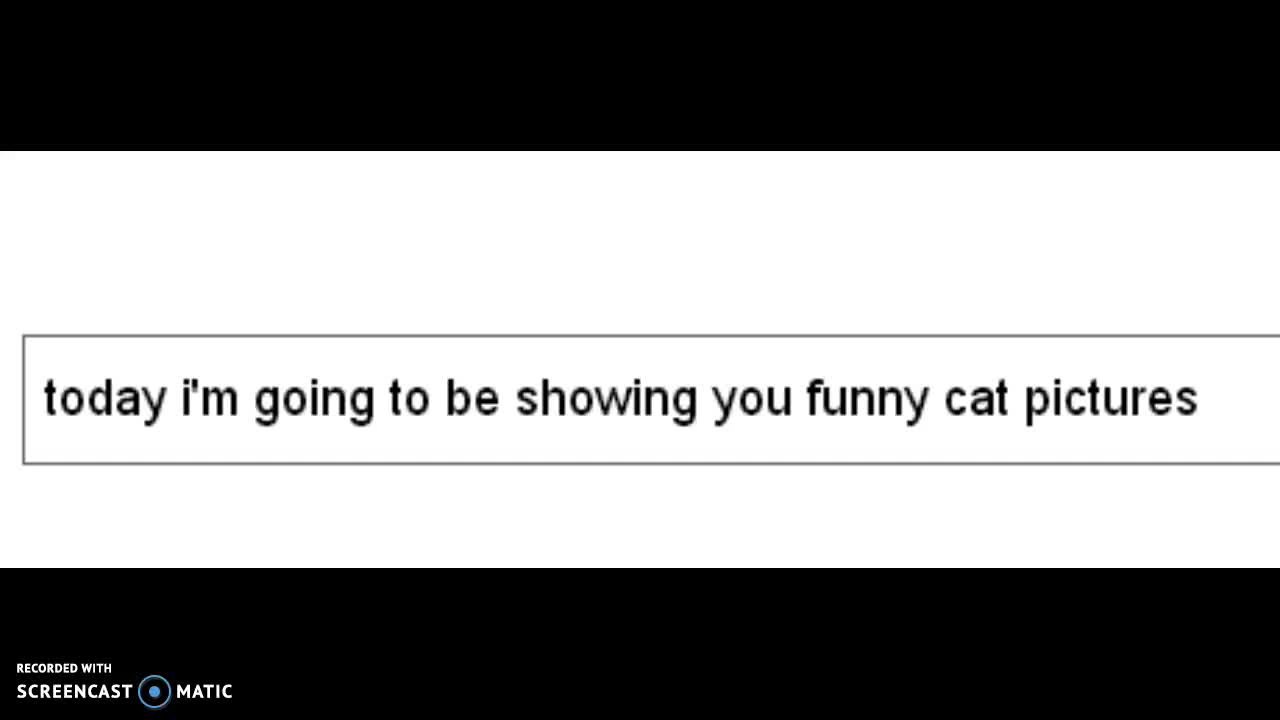 today i'm going to be showing you funny cat pictures
RECORDED WITH
SCREENCAST MATIC